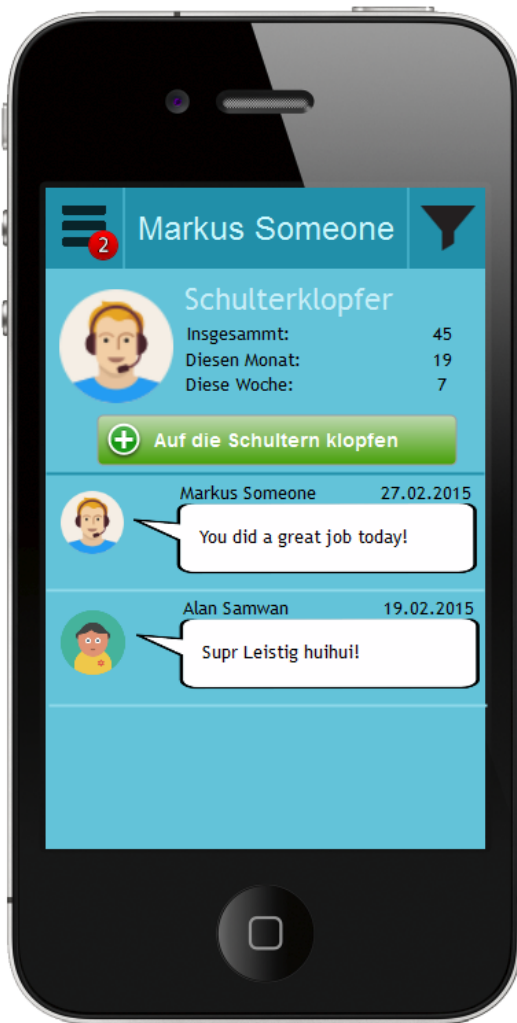 2
Markus Someone
Schulterklopfer
Insgesammt: 45
Diesen Monat: 19
Diese Woche: 7
Auf die Schultern klopfen
Markus Someone 27.02.2015
You did a great job today!
Alan Samwan 19.02.2015
Supr Leistig huihui!